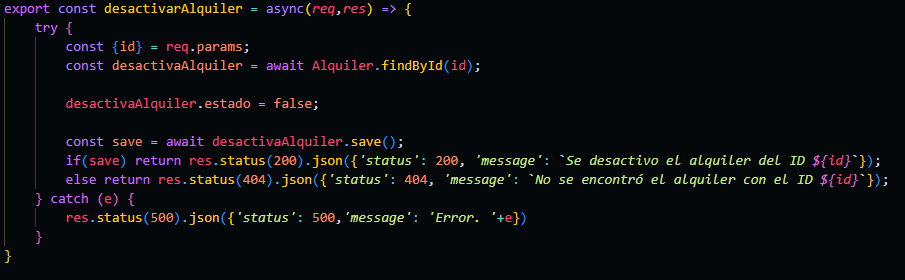 export const desactivarAlquiler = async(req,res) => {
    try {
        const {id} = req.params;
        const desactivaAlquiler = await Alquiler.findById(id);

        desactivaAlquiler.estado = false;

        const save = await desactivaAlquiler.save();
        if(save) return res.status(200).json({'status': 200, 'message': `Se desactivo el alquiler del ID ${id}`});
        else return res.status(404).json({'status': 404, 'message': `No se encontró el alquiler con el ID ${id}`});
    } catch (e) {
        res.status(500).json({'status': 500,'message': 'Error. '+e})
    }
}